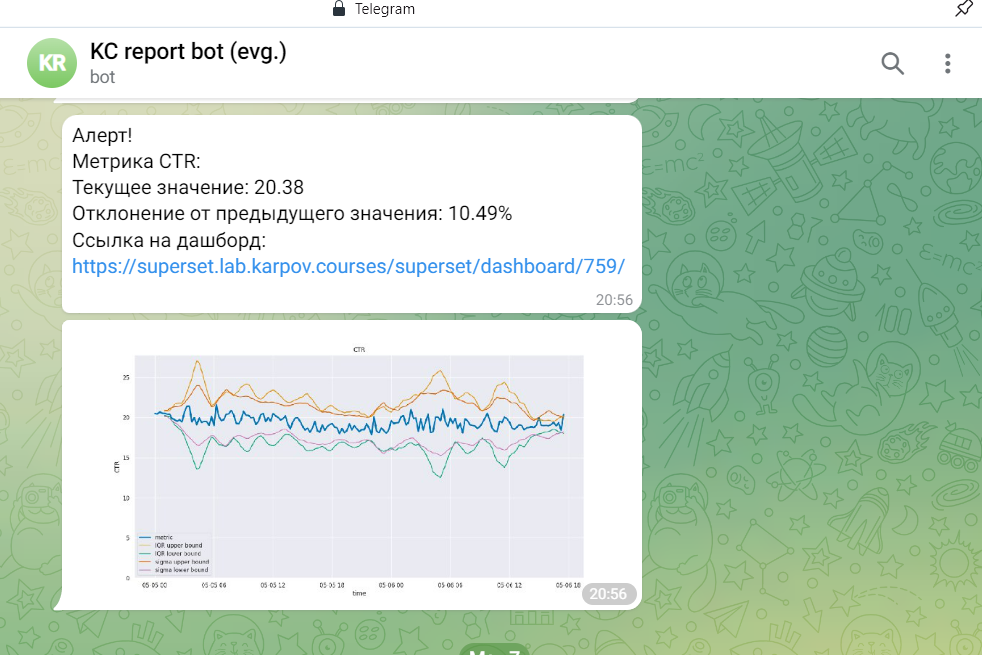 Telegram
KR
KC report bot (evg.)
bot
Алерт!
Метрика CTR:
Текущее значение: 20.38
Отклонение от предыдущего значения: 10.49%
Ссылка на дашборд:
https://superset.lab.karpov.courses/superset/dashboard/759/
20:56
CTR
25
20
15
10
5
0
CTR
metric
IQR upper bound
IQR lower bound
sigma upper bound
sigma lower bound
05-05 00 05-05 06 05-05 12 05-05 18 05-06 00 05-06 06 05-06 12 05-06 18
time
20:56
May 7